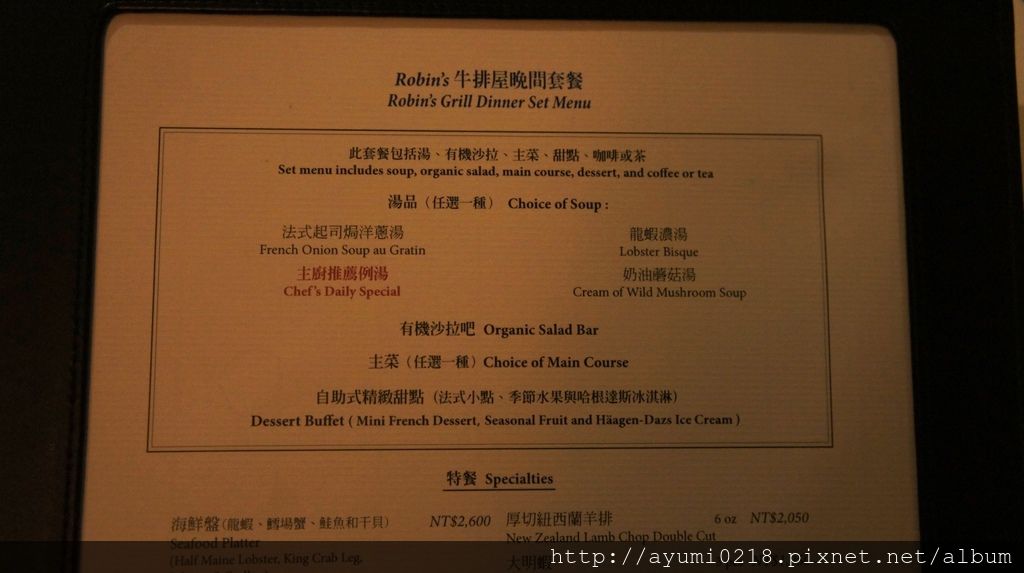 Robin's 牛排屋晚間套餐
Robin's Grill Dinner Set Menu
此套餐包括湯、有機沙拉、主菜、甜點、咖啡或茶
Set menu includes soup, organic salad, main course, dessert, and coffee or tea
湯品（任選一種） Choice of Soup :
法式起司焗洋蔥湯
French Onion Soup au Gratin
龍蝦濃湯
Lobster Bisque
主廚推薦例湯
Chef's Daily Special
奶油蘑菇湯
Cream of Wild Mushroom Soup
有機沙拉吧 Organic Salad Bar
主菜（任選一種）Choice of Main Course
自助式精緻甜點（法式小點、季節水果與哈根達斯冰淇淋）
Dessert Buffet ( Mini French Dessert, Seasonal Fruit and Häagen-Dazs Ice Cream )
特餐 Specialties
海鮮盤（龍蝦、鱈場蟹、鮭魚和干貝） NT$2,600
Seafood Platter
(Half Maine Lobster, King Crab Leg,
厚切紐西蘭羊排 6 oz NT$2,050
New Zealand Lamb Chop Double Cut
大明蝦
http://ayumi0218.pixnet.net/album